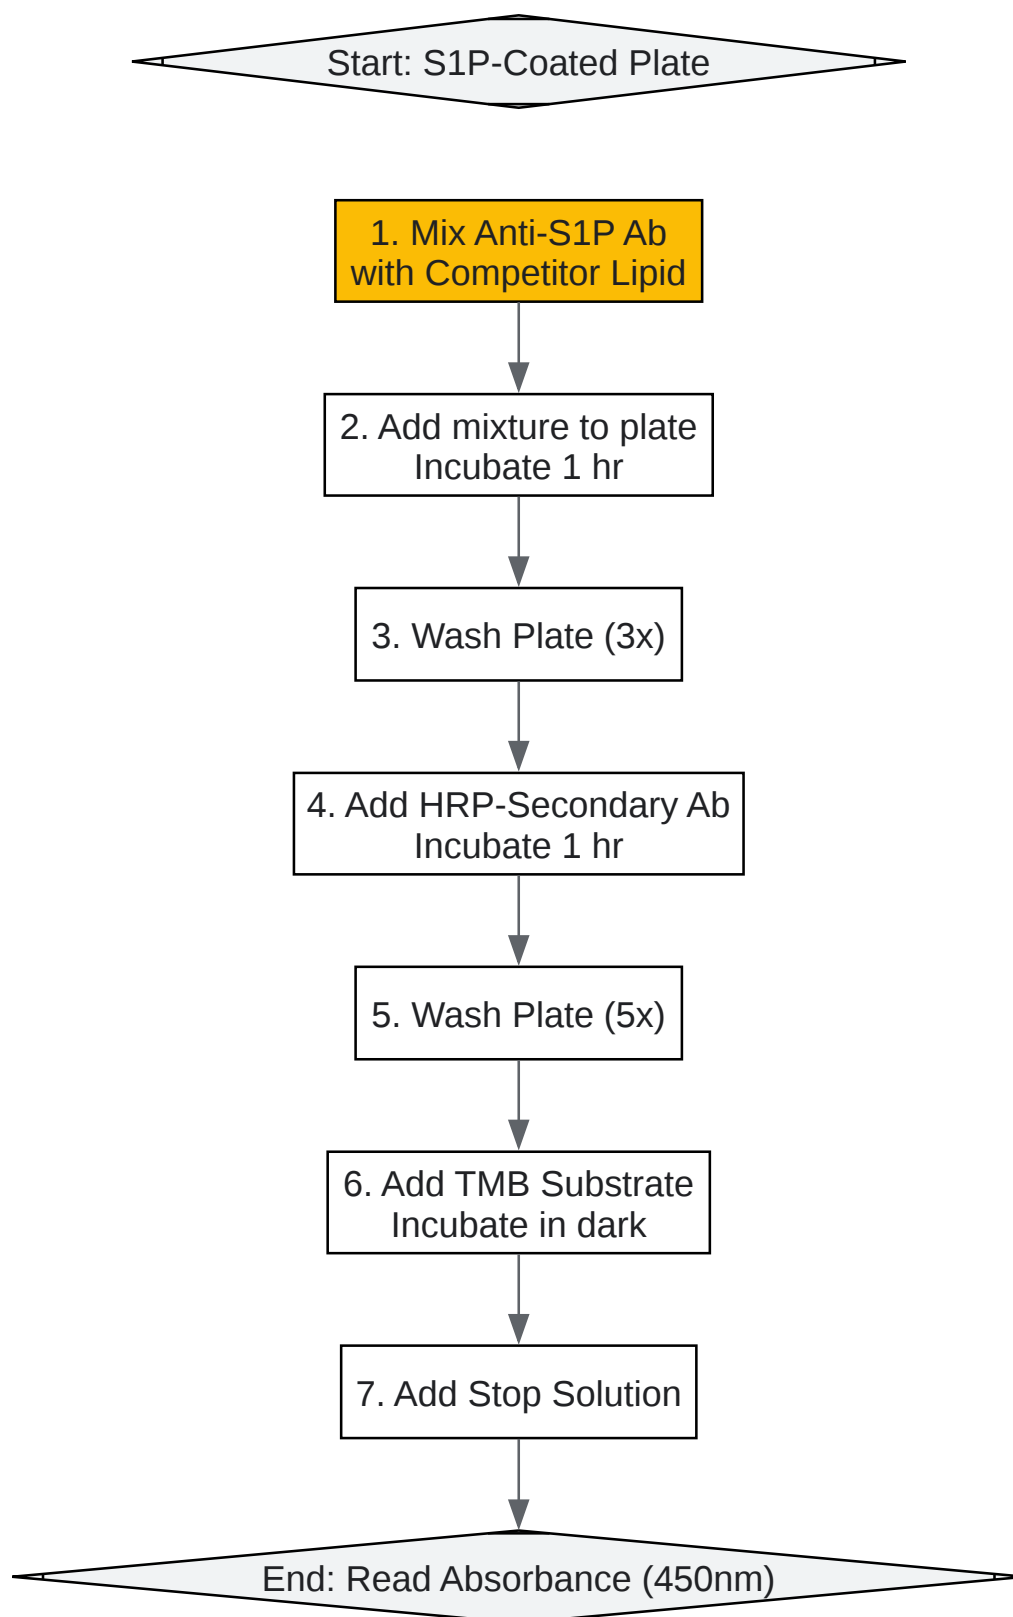 Start: S1P-Coated Plate
1. Mix Anti-S1P Ab
with Competitor Lipid
2. Add mixture to plate
Incubate 1 hr
3. Wash Plate (3x)
4. Add HRP-Secondary Ab
Incubate 1 hr
5. Wash Plate (5x)
6. Add TMB Substrate
Incubate in dark
7. Add Stop Solution
End: Read Absorbance (450nm)